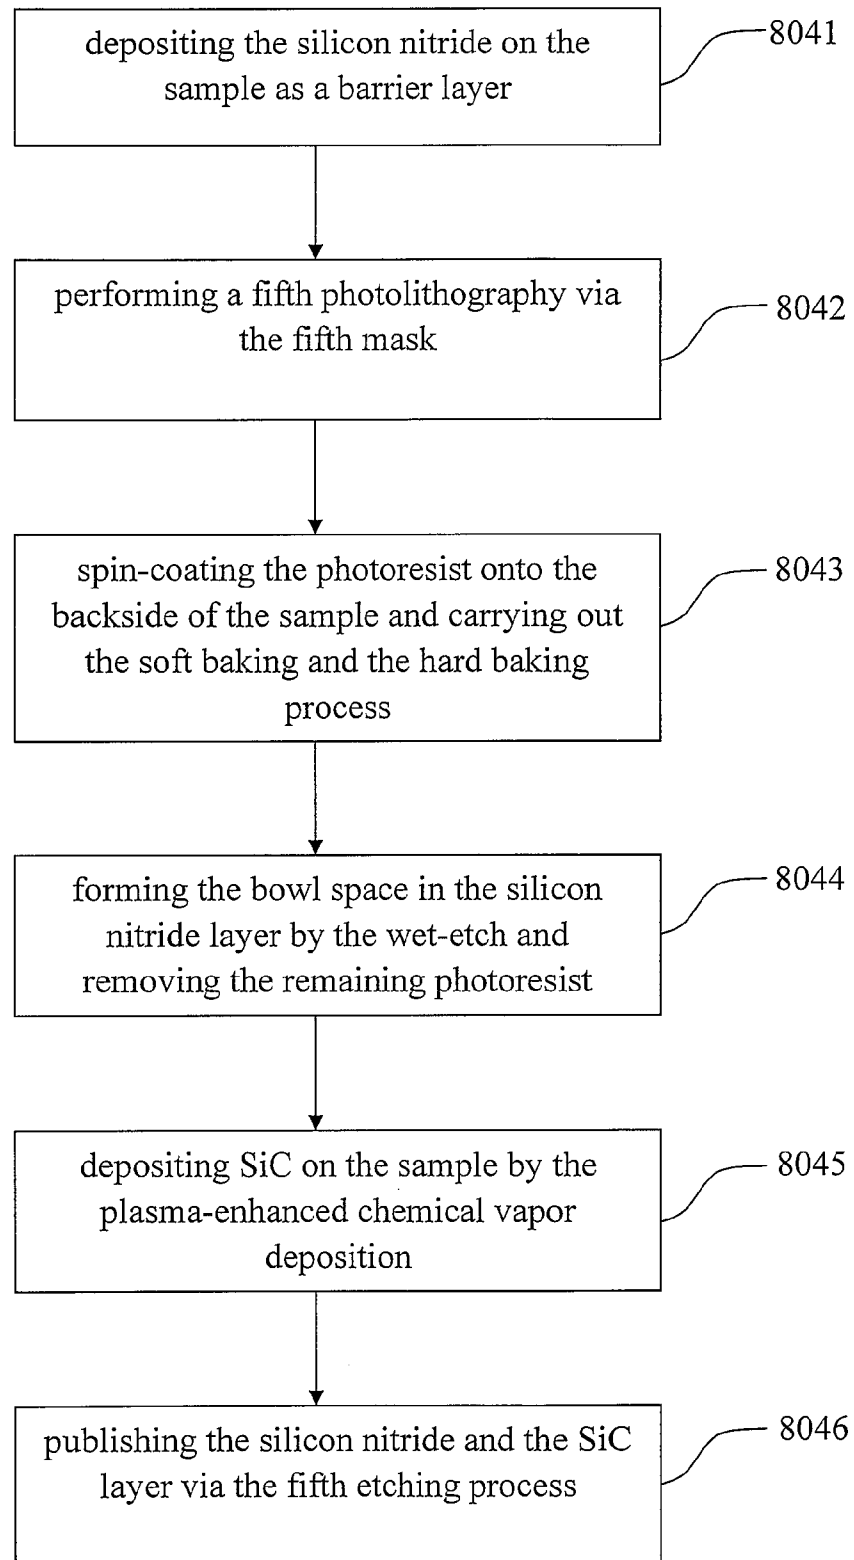 depositing the silicon nitride on the
sample as a barrier layer
8041
performing a fifth photolithography via
the fifth mask
8042
spin-coating the photoresist onto the
backside of the sample and carrying out
the soft baking and the hard baking
process
8043
forming the bowl space in the silicon
nitride layer by the wet-etch and
removing the remaining photoresist
8044
depositing SiC on the sample by the
plasma-enhanced chemical vapor
deposition
8045
publishing the silicon nitride and the SiC
layer via the fifth etching process
8046